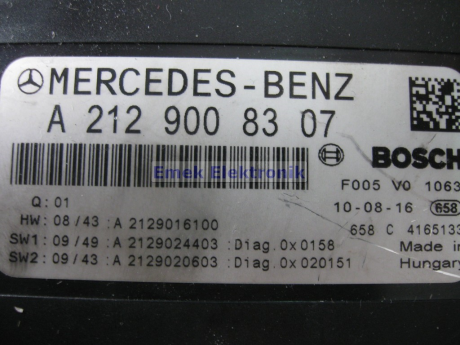 MERCEDES-BENZ
A 212 900 83 07
BOSCH
Emek Elektronik
F005 V0 1063
Q: 01
10-08-16 658
HW: 08/43 :A 2129016100
658 C 4165133
SW1: 09/49 :A 2129024403 :Diag.0x0158
Made in
SW2: 09/43 :A 2129020603 :Diag.0x020151
Hungary